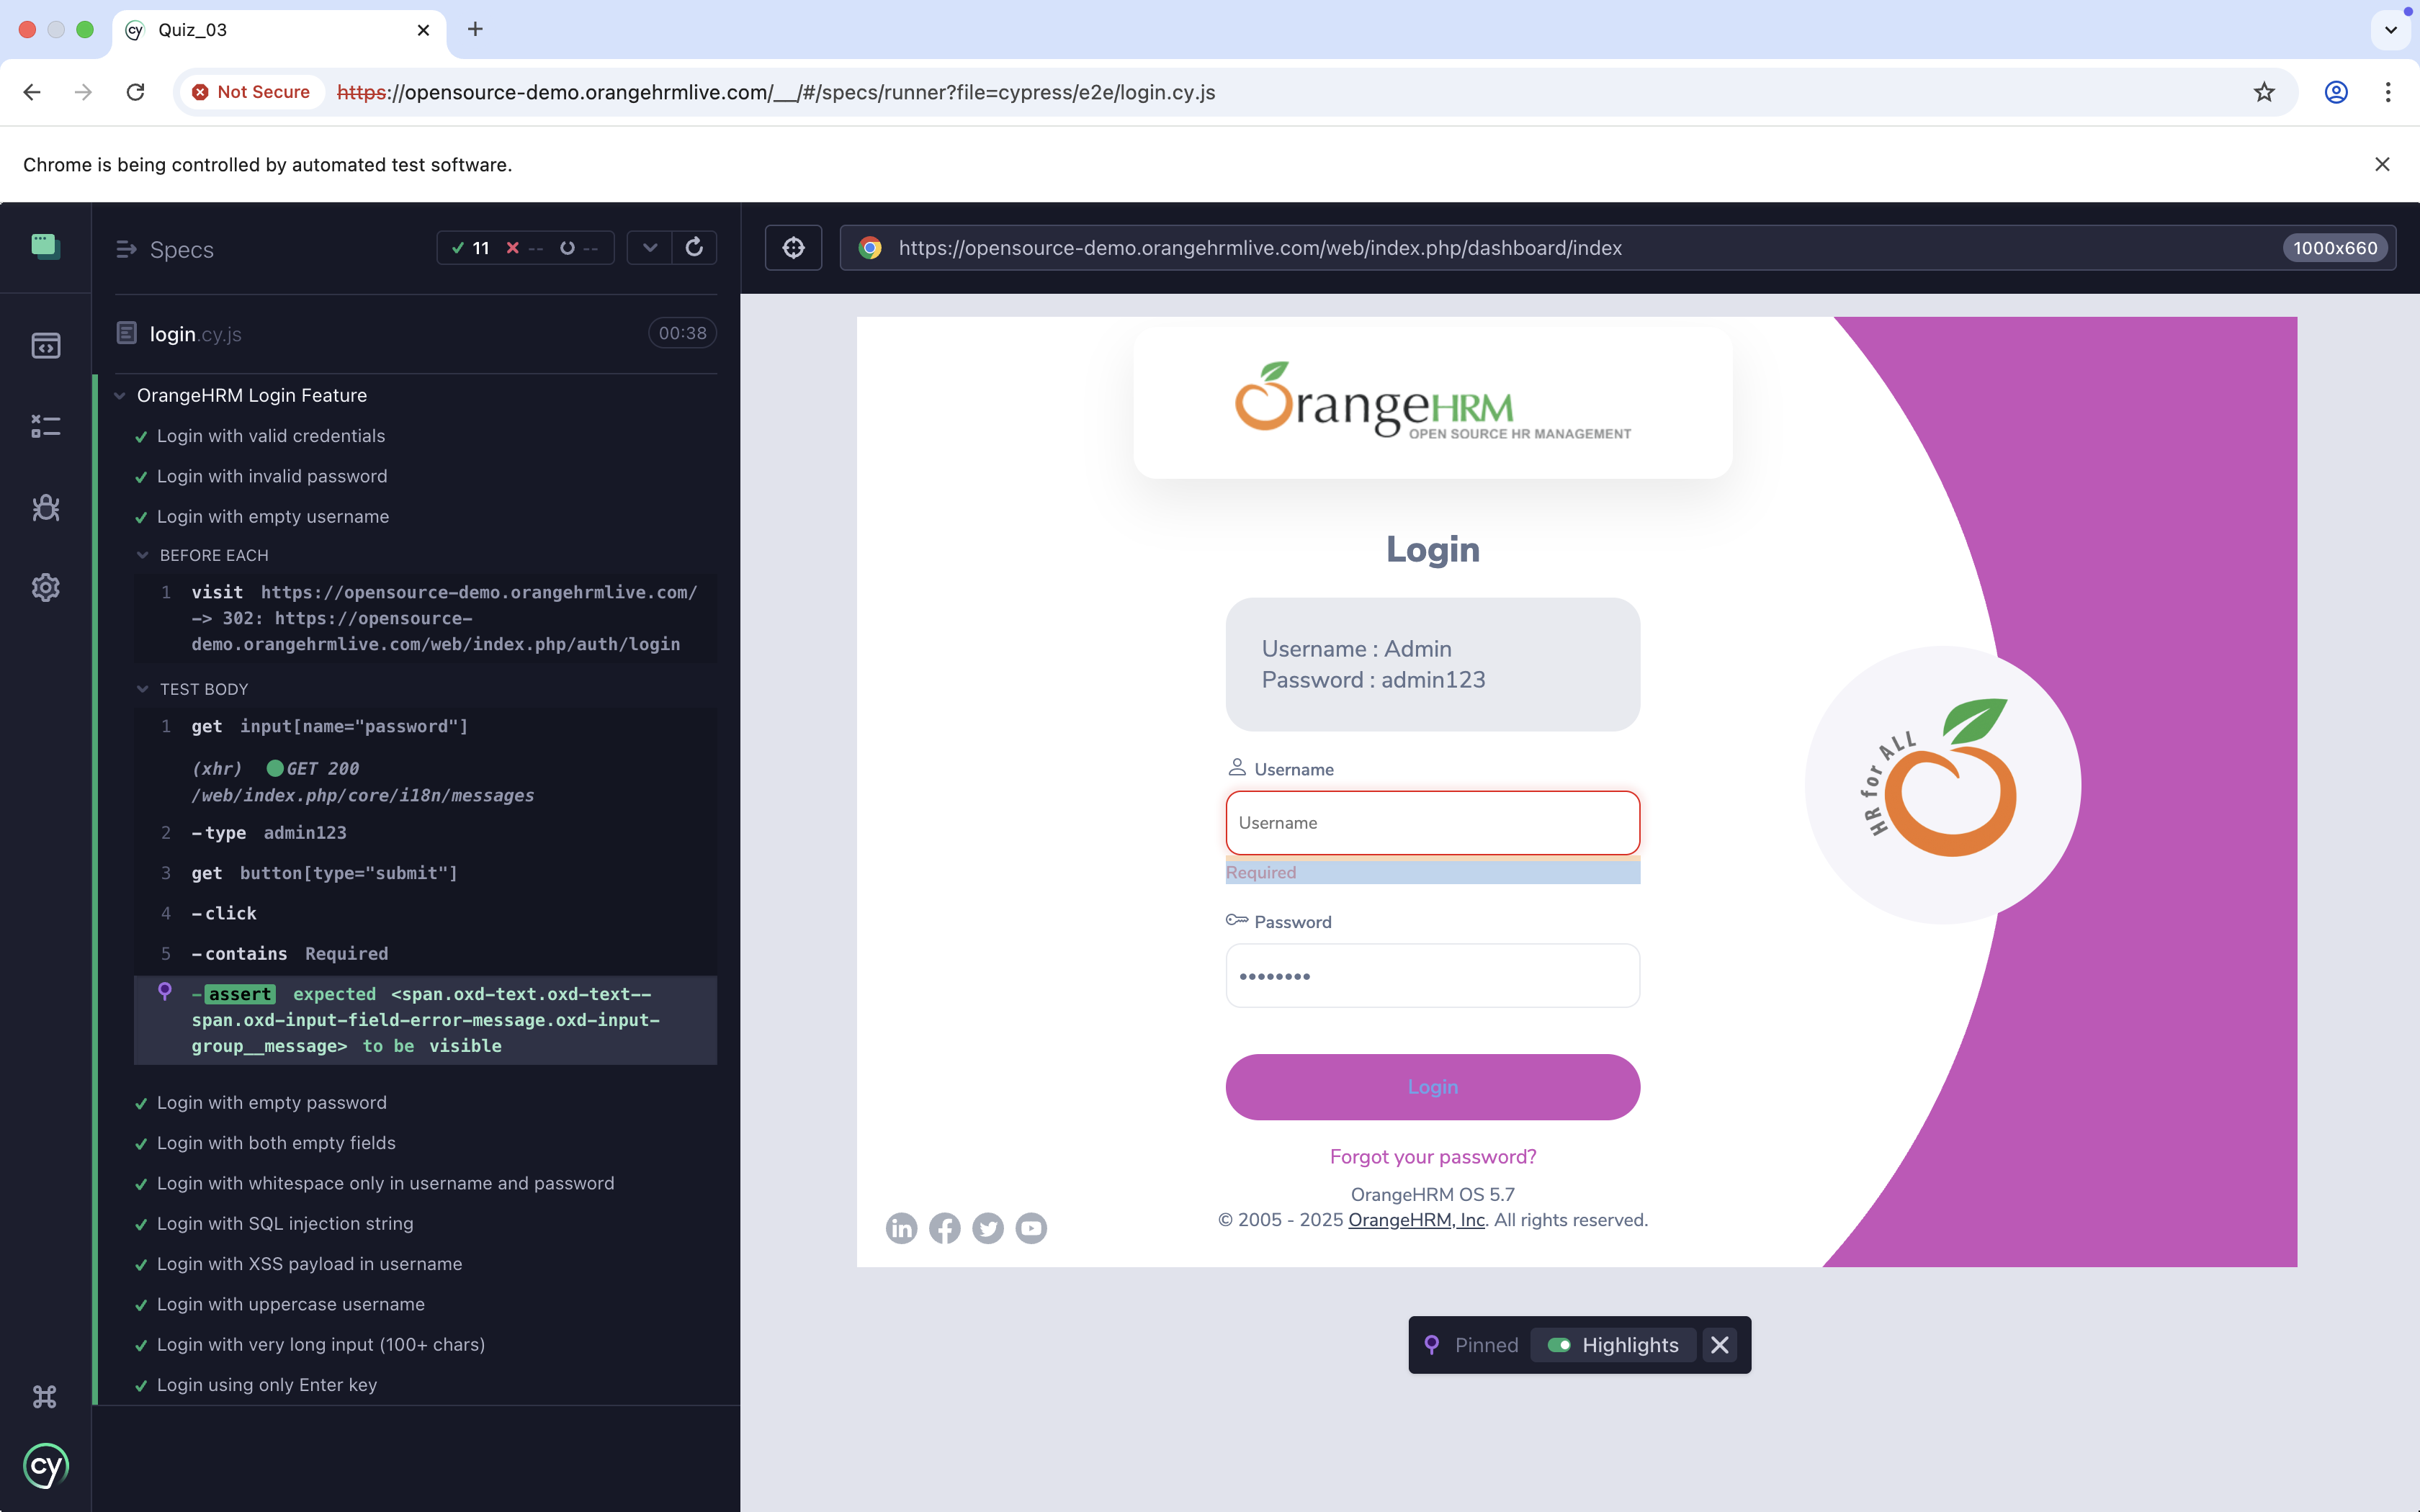 Quiz_03
Not Secure
https://opensource-demo.orangehrmlive.com/__/#/specs/runner?file=cypress/e2e/login.cy.js
Chrome is being controlled by automated test software.
Specs
11
--
--
login.cy.js
00:38
OrangeHRM Login Feature
Login with valid credentials
Login with invalid password
Login with empty username
BEFORE EACH
1 visit https://opensource-demo.orangehrmlive.com/
-> 302: https://opensource-
demo.orangehrmlive.com/web/index.php/auth/login
TEST BODY
1 get input[name="password"]
(xhr) GET 200
/web/index.php/core/i18n/messages
2 -type admin123
3 get button[type="submit"]
4 -click
5 -contains Required
-assert expected <span.oxd-text.oxd-text--
span.oxd-input-field-error-message.oxd-input-
group__message> to be visible
Login with empty password
Login with both empty fields
Login with whitespace only in username and password
Login with SQL injection string
Login with XSS payload in username
Login with uppercase username
Login with very long input (100+ chars)
Login using only Enter key
cy
https://opensource-demo.orangehrmlive.com/web/index.php/dashboard/index
1000x660
OrangeHRM
OPEN SOURCE HR MANAGEMENT
Login
Username : Admin
Password : admin123
Username
Username
Required
Password
••••••••
Login
Forgot your password?
OrangeHRM OS 5.7
© 2005 - 2025 OrangeHRM, Inc. All rights reserved.
HR for ALL
Pinned
Highlights